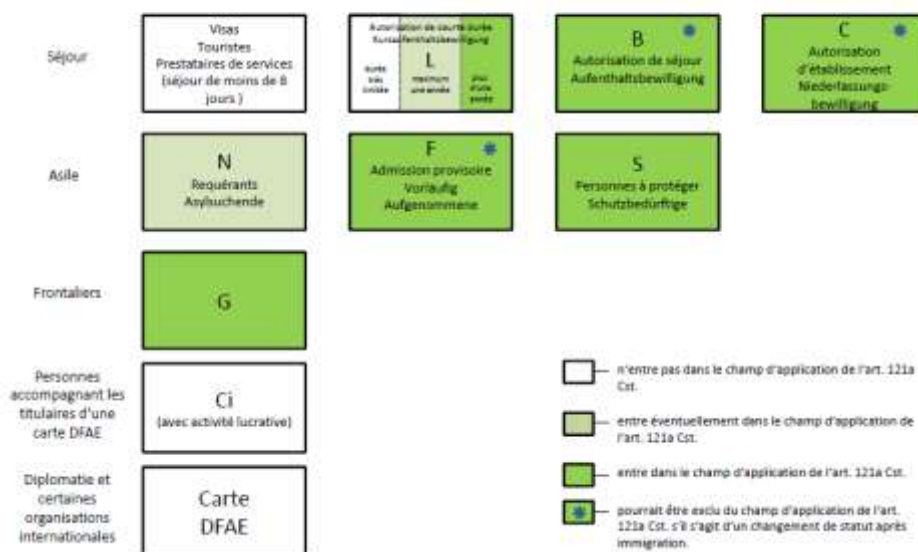 Séjour
Visas
Touristes
Prestataires de services
(séjour de moins de 8
jours )
Autorisation de courte durée
Kurzaufenthaltsbewilligung
L
durée
très
limitée
maximum
une année
plus
d'une
année
B
Autorisation de séjour
Aufenthaltsbewilligung
C
Autorisation
d'établissement
Niederlassungs-
bewilligung
Asile
N
Requérants
Asylsuchende
F
Admission provisoire
Vorläufig
Aufgenommene
S
Personnes à protéger
Schutzbedürftige
Frontaliers
G
Personnes
accompagnant les
titulaires d'une
carte DFAE
Ci
(avec activité lucrative)
Diplomatie et
certaines
organisations
internationales
Carte
DFAE
n'entre pas dans le champ d'application de l'art. 121a
Cst.
entre éventuellement dans le champ d'application de
l'art. 121a Cst.
entre dans le champ d'application de l'art. 121a Cst.
pourrait être exclu du champ d'application de l'art.
121a Cst. s'il s'agit d'un changement de statut après
immigration.